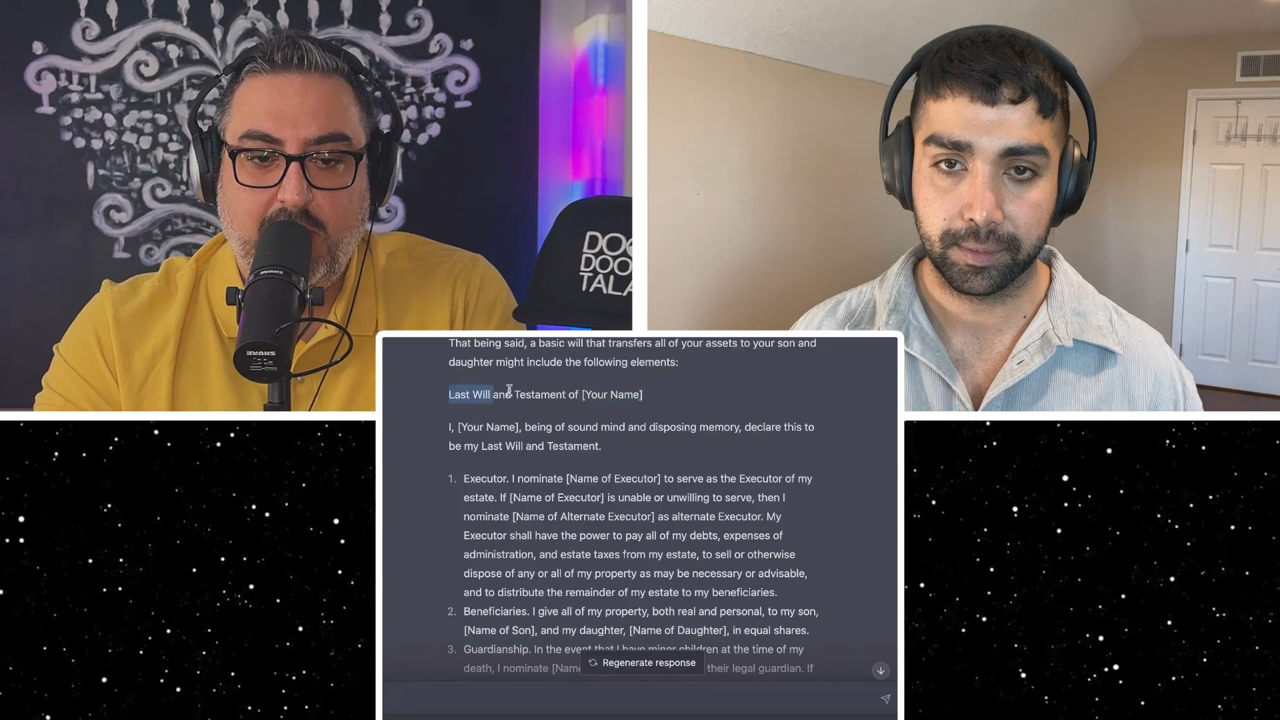 DOO
TALA
SHURE
That being said, a basic will that transfers all of your assets to your son and
daughter might include the following elements:
Last Will and Testament of [Your Name]
I, [Your Name], being of sound mind and disposing memory, declare this to
be my Last Will and Testament.
1. Executor. I nominate [Name of Executor] to serve as the Executor of my
estate. If [Name of Executor] is unable or unwilling to serve, then I
nominate [Name of Alternate Executor] as alternate Executor. My
Executor shall have the power to pay all of my debts, expenses of
administration, and estate taxes from my estate, to sell or otherwise
dispose of any or all of my property as may be necessary or advisable,
and to distribute the remainder of my estate to my beneficiaries.
2. Beneficiaries. I give all of my property, both real and personal, to my son,
[Name of Son], and my daughter, [Name of Daughter], in equal shares.
3. Guardianship. In the event that I have minor children at the time of my
death, I nominate [Name
their legal guardian. If
Regenerate response